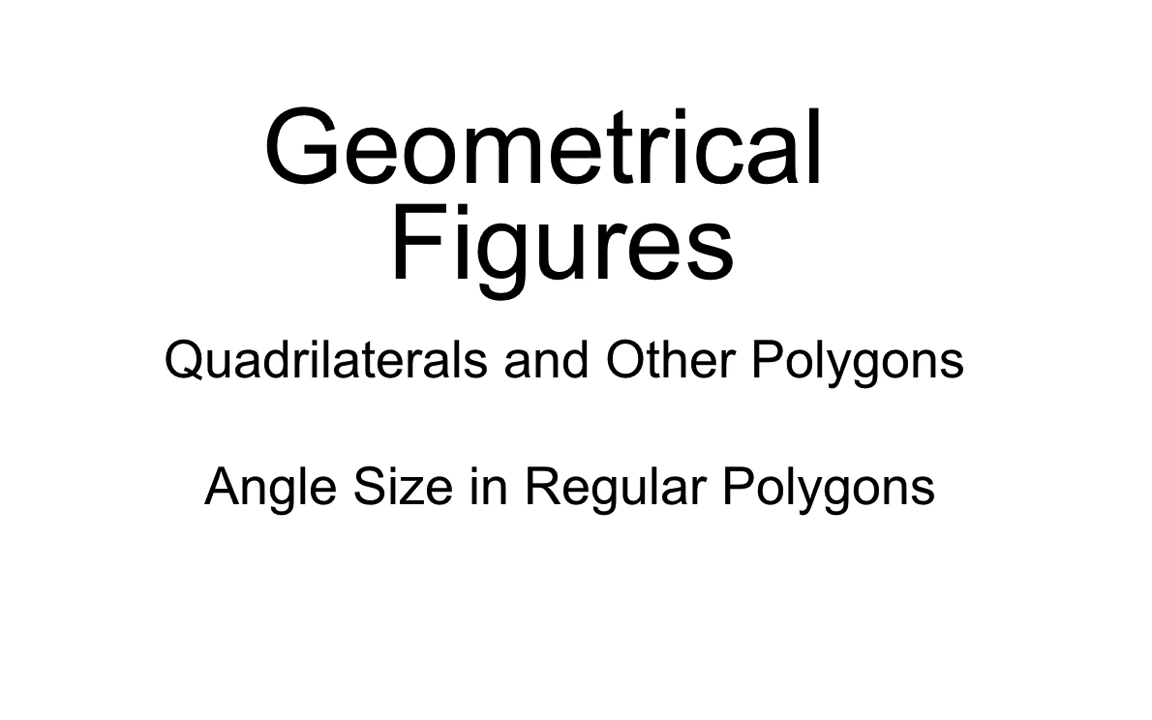 Geometrical
Figures
Quadrilaterals and Other Polygons
Angle Size in Regular Polygons